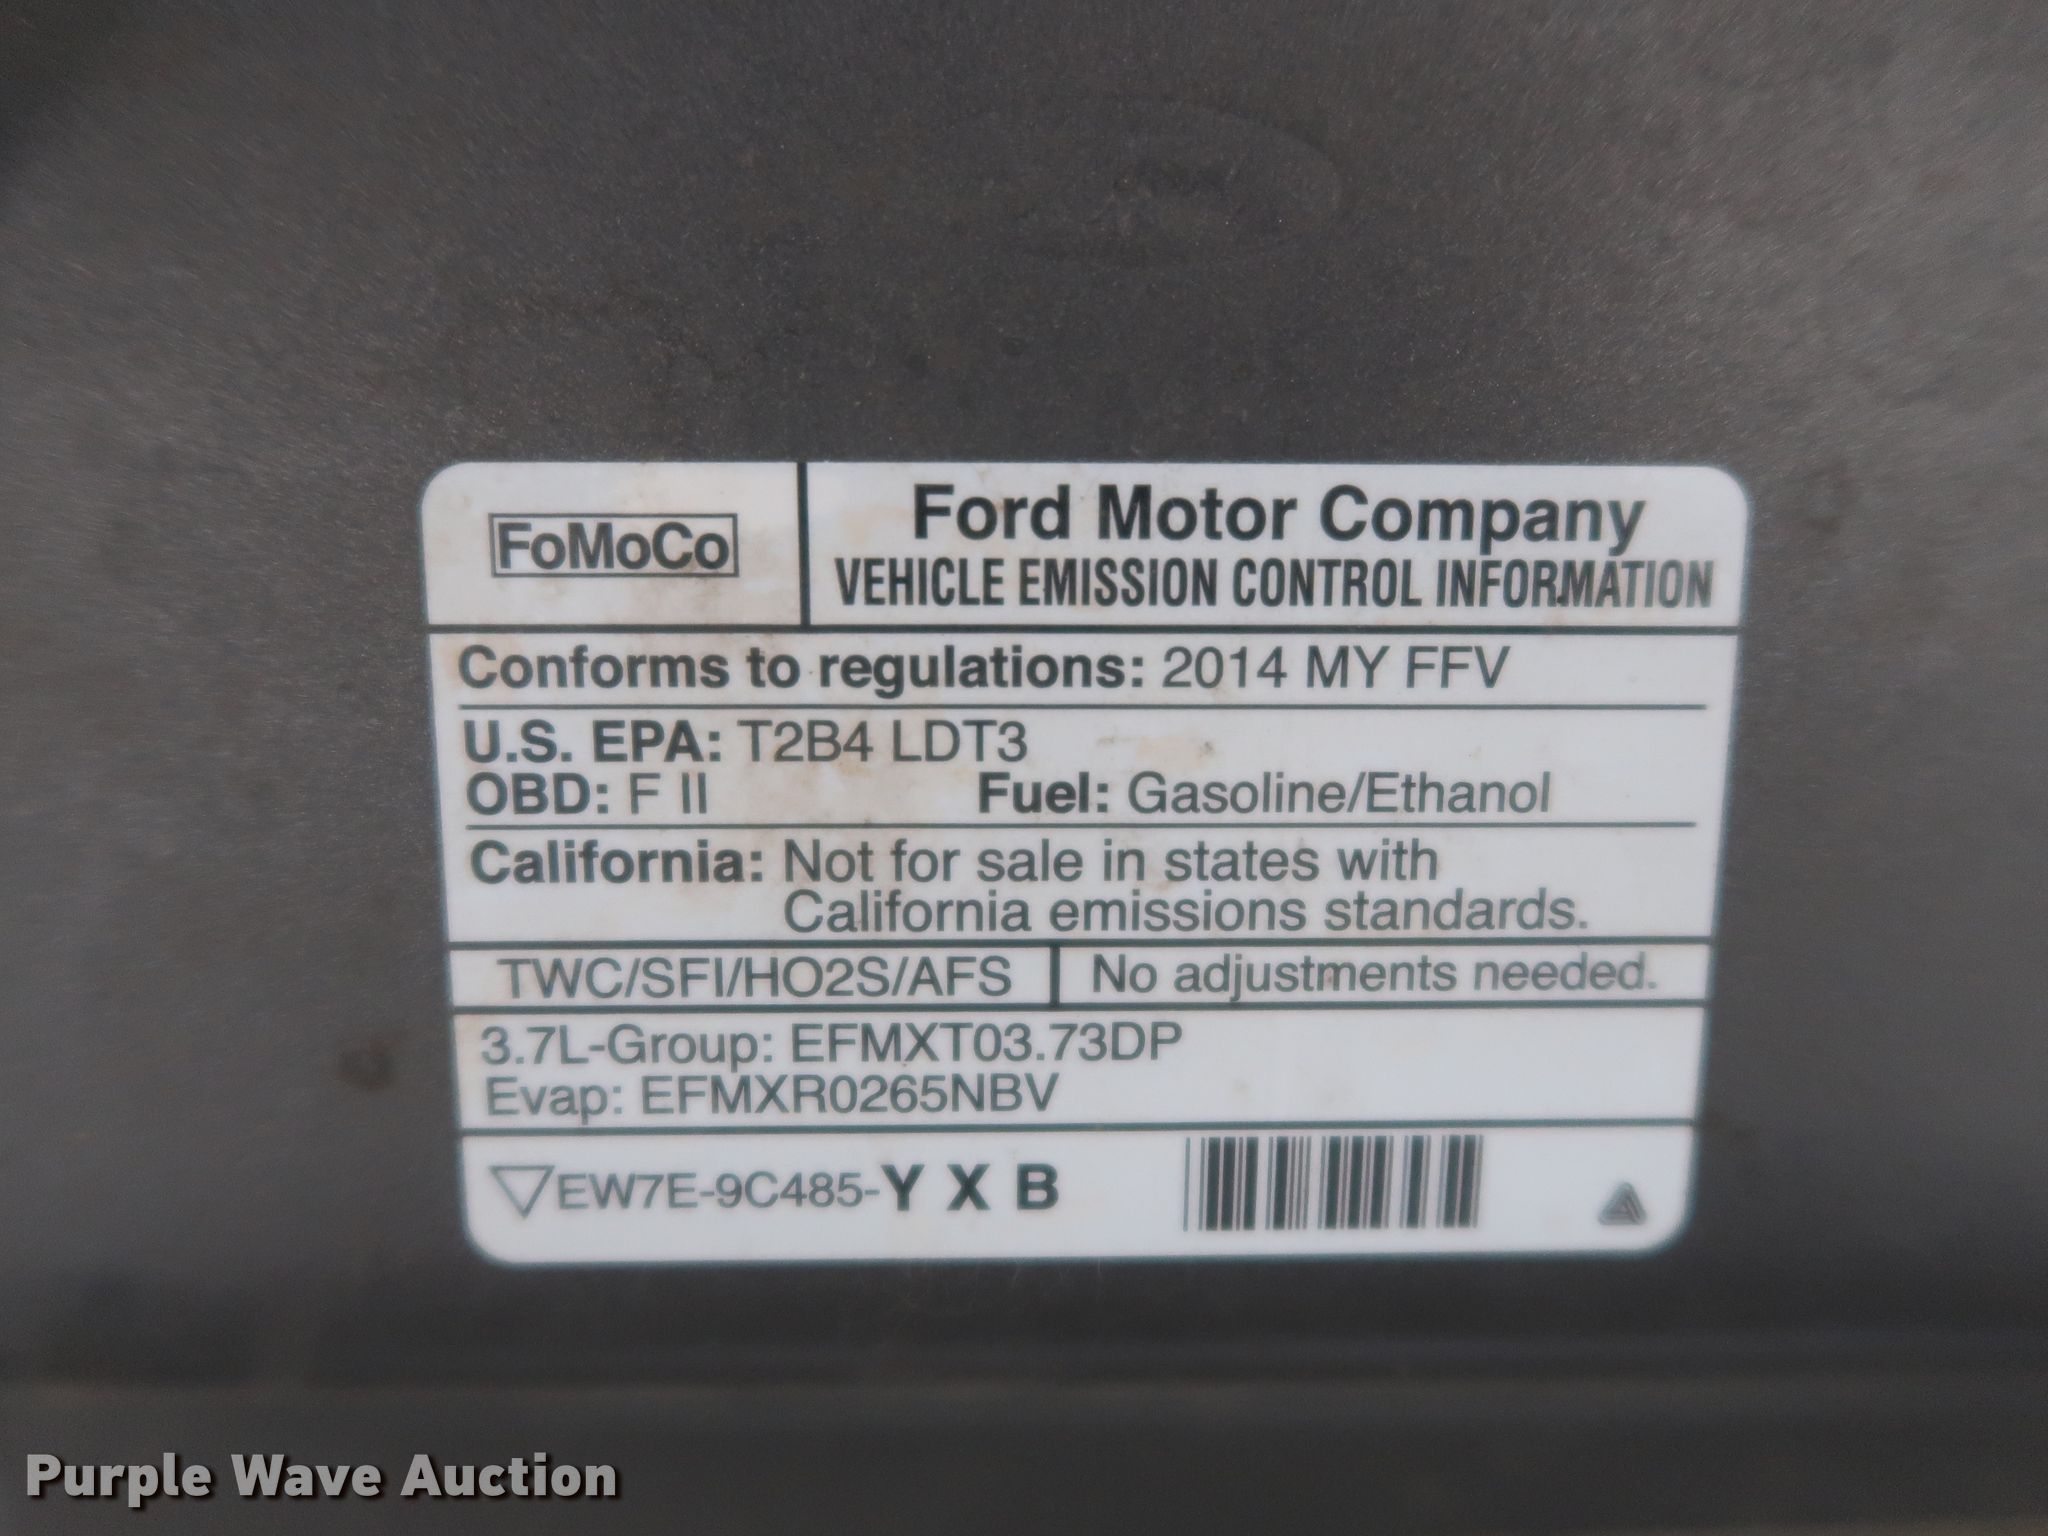 FoMoCo
Ford Motor Company
VEHICLE EMISSION CONTROL INFORMATION
Conforms to regulations: 2014 MY FFV
U.S. EPA: T2B4 LDT3
OBD: F II Fuel: Gasoline/Ethanol
California: Not for sale in states with
California emissions standards.
TWC/SFI/HO2S/AFS No adjustments needed.
3.7L-Group: EFMXT03.73DP
Evap: EFMXR0265NBV
EW7E-9C485-Y X B
Purple Wave Auction